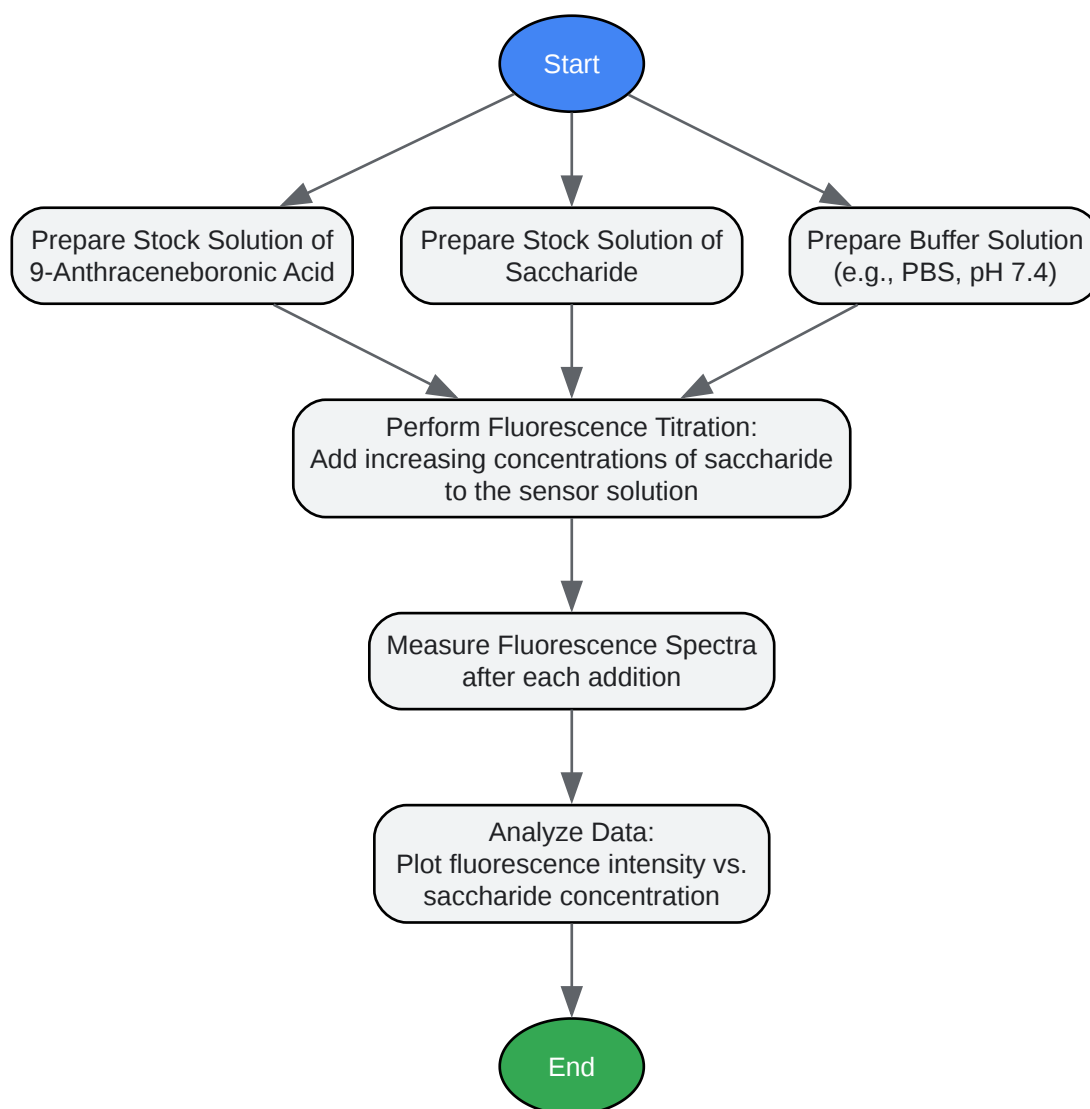 Start
Prepare Stock Solution of
9-Anthraceneboronic Acid
Prepare Stock Solution of
Saccharide
Prepare Buffer Solution
(e.g., PBS, pH 7.4)
Perform Fluorescence Titration:
Add increasing concentrations of saccharide
to the sensor solution
Measure Fluorescence Spectra
after each addition
Analyze Data:
Plot fluorescence intensity vs.
saccharide concentration
End